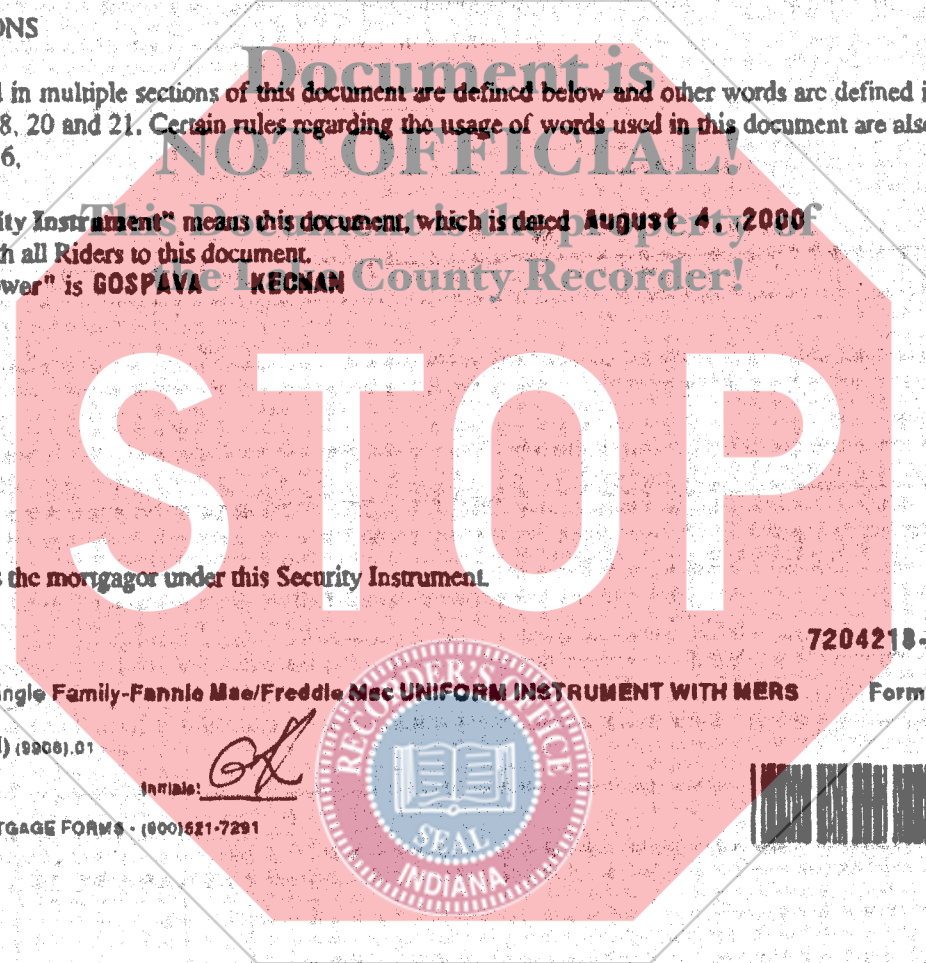 ONS
Document is
d in multiple sections of this document are defined below and other words are defined i
8, 20 and 21. Certain rules regarding the usage of words used in this document are also
NOT OFFICIAL!
6.
This Document is the property of
ity Instrument" means this document, which is dated August 4, 2000
h all Riders to this document.
the Lake County Recorder!
wer" is GOSPAVA KECMAN
STOP
s the mortgagor under this Security Instrument.
7204218-
ingle Family-Fannie Mae/Freddie Mac UNIFORM INSTRUMENT WITH MERS Form
) (9906).01
Initials: GK
TGAGE FORMS - (800)521-7291
RECORDER'S OFFICE
SEAL
INDIANA